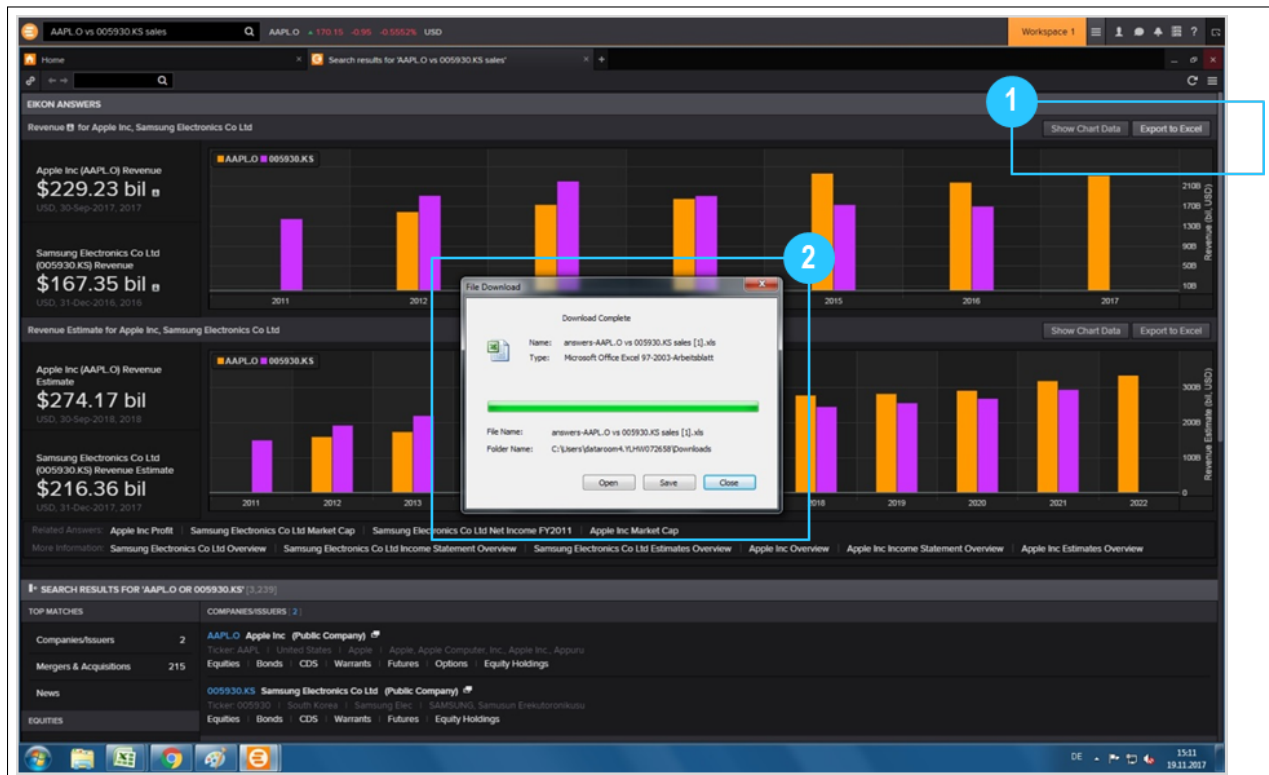 AAPL.O vs 005930.KS sales
AAPL.O 170.15 -0.95 -0.5552% USD
Workspace 1
Home
Search results for 'AAPL.O vs 005930.KS sales'
EIKON ANSWERS
1
Revenue for Apple Inc, Samsung Electronics Co Ltd
Show Chart Data
Export to Excel
Apple Inc (AAPL.O) Revenue
$229.23 bil
USD, 30-Sep-2017, 2017
Samsung Electronics Co Ltd
(005930.KS) Revenue
$167.35 bil
USD, 31-Dec-2016, 2016
AAPL.O 005930.KS
210B
170B
130B
90B
50B
10B
Revenue (bil, USD)
2011 2012 2015 2016 2017
2
File Download
Download Complete
Name: answers-AAPL.O vs 005930.KS sales [1].xls
Type: Microsoft Office Excel 97-2003-Arbeitsblatt
File Name: answers-AAPL.O vs 005930.KS sales [1].xls
Folder Name: C:\Users\dataroom4.YLHW072658\Downloads
Open
Save
Close
Revenue Estimate for Apple Inc, Samsung Electronics Co Ltd
Show Chart Data
Export to Excel
Apple Inc (AAPL.O) Revenue
Estimate
$274.17 bil
USD, 30-Sep-2018, 2018
Samsung Electronics Co Ltd
(005930.KS) Revenue Estimate
$216.36 bil
USD, 31-Dec-2017, 2017
AAPL.O 005930.KS
300B
200B
100B
0
Revenue Estimate (bil, USD)
2011 2012 2013 2018 2019 2020 2021 2022
Related Answers: Apple Inc Profit Samsung Electronics Co Ltd Market Cap Samsung Electronics Co Ltd Net Income FY2011 Apple Inc Market Cap
More Information: Samsung Electronics Co Ltd Overview Samsung Electronics Co Ltd Income Statement Overview Samsung Electronics Co Ltd Estimates Overview Apple Inc Overview Apple Inc Income Statement Overview Apple Inc Estimates Overview
SEARCH RESULTS FOR 'AAPL.O OR 005930.KS' [3,239]
TOP MATCHES
COMPANIES/ISSUERS [ 2 ]
Companies/Issuers 2
Mergers & Acquisitions 215
News
EQUITIES
AAPL.O Apple Inc (Public Company)
Ticker: AAPL | United States | Apple | Apple, Apple Computer, Inc., Apple Inc., Appuru
Equities | Bonds | CDS | Warrants | Futures | Options | Equity Holdings
005930.KS Samsung Electronics Co Ltd (Public Company)
Ticker: 005930 | South Korea | Samsung Elec | SAMSUNG, Samusun Erekutoronikusu
Equities | Bonds | CDS | Warrants | Futures | Equity Holdings
DE
15:11
19.11.2017